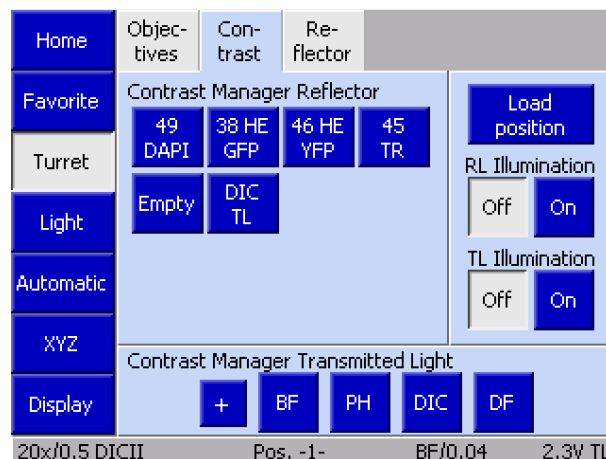 Home
Favorite
Turret
Light
Automatic
XYZ
Display
Objec-
tives
Con-
trast
Re-
flector
Contrast Manager Reflector
49
DAPI
38 HE
GFP
46 HE
YFP
45
TR
Empty
DIC
TL
Load
position
RL Illumination
Off
On
TL Illumination
Off
On
Contrast Manager Transmitted Light
+
BF
PH
DIC
DF
20x/0.5 DICII
Pos. -1-
BF/0.04
2.3V TL